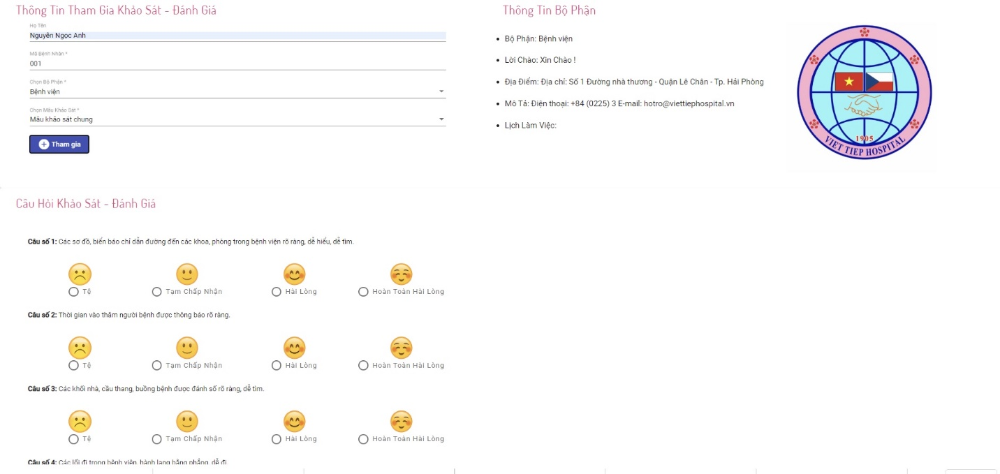 Thông Tin Tham Gia Khảo Sát - Đánh Giá
Họ Tên
Nguyễn Ngọc Anh
Mã Bệnh Nhân *
001
Chọn Bộ Phận *
Bệnh viện
Chọn Mẫu Khảo Sát *
Mẫu khảo sát chung
Tham gia
Thông Tin Bộ Phận
Bộ Phận: Bệnh viện
Lời Chào: Xin Chào !
Địa Điểm: Địa chỉ: Số 1 Đường nhà thương - Quận Lê Chân - Tp. Hải Phòng
Mô Tả: Điện thoại: +84 (0225) 3 E-mail: hotro@viettiephospital.vn
Lịch Làm Việc:
1905
VIET TIEP HOSPITAL
Câu Hỏi Khảo Sát - Đánh Giá
Câu số 1: Các sơ đồ, biển báo chỉ dẫn đường đến các khoa, phòng trong bệnh viện rõ ràng, dễ hiểu, dễ tìm.
Tệ Tạm Chấp Nhận Hài Lòng Hoàn Toàn Hài Lòng
Câu số 2: Thời gian vào thăm người bệnh được thông báo rõ ràng.
Tệ Tạm Chấp Nhận Hài Lòng Hoàn Toàn Hài Lòng
Câu số 3: Các khối nhà, cầu thang, buồng bệnh được đánh số rõ ràng, dễ tìm.
Tệ Tạm Chấp Nhận Hài Lòng Hoàn Toàn Hài Lòng
Câu số 4: Các lối đi trong bệnh viện, hành lang bằng phẳng, dễ đi